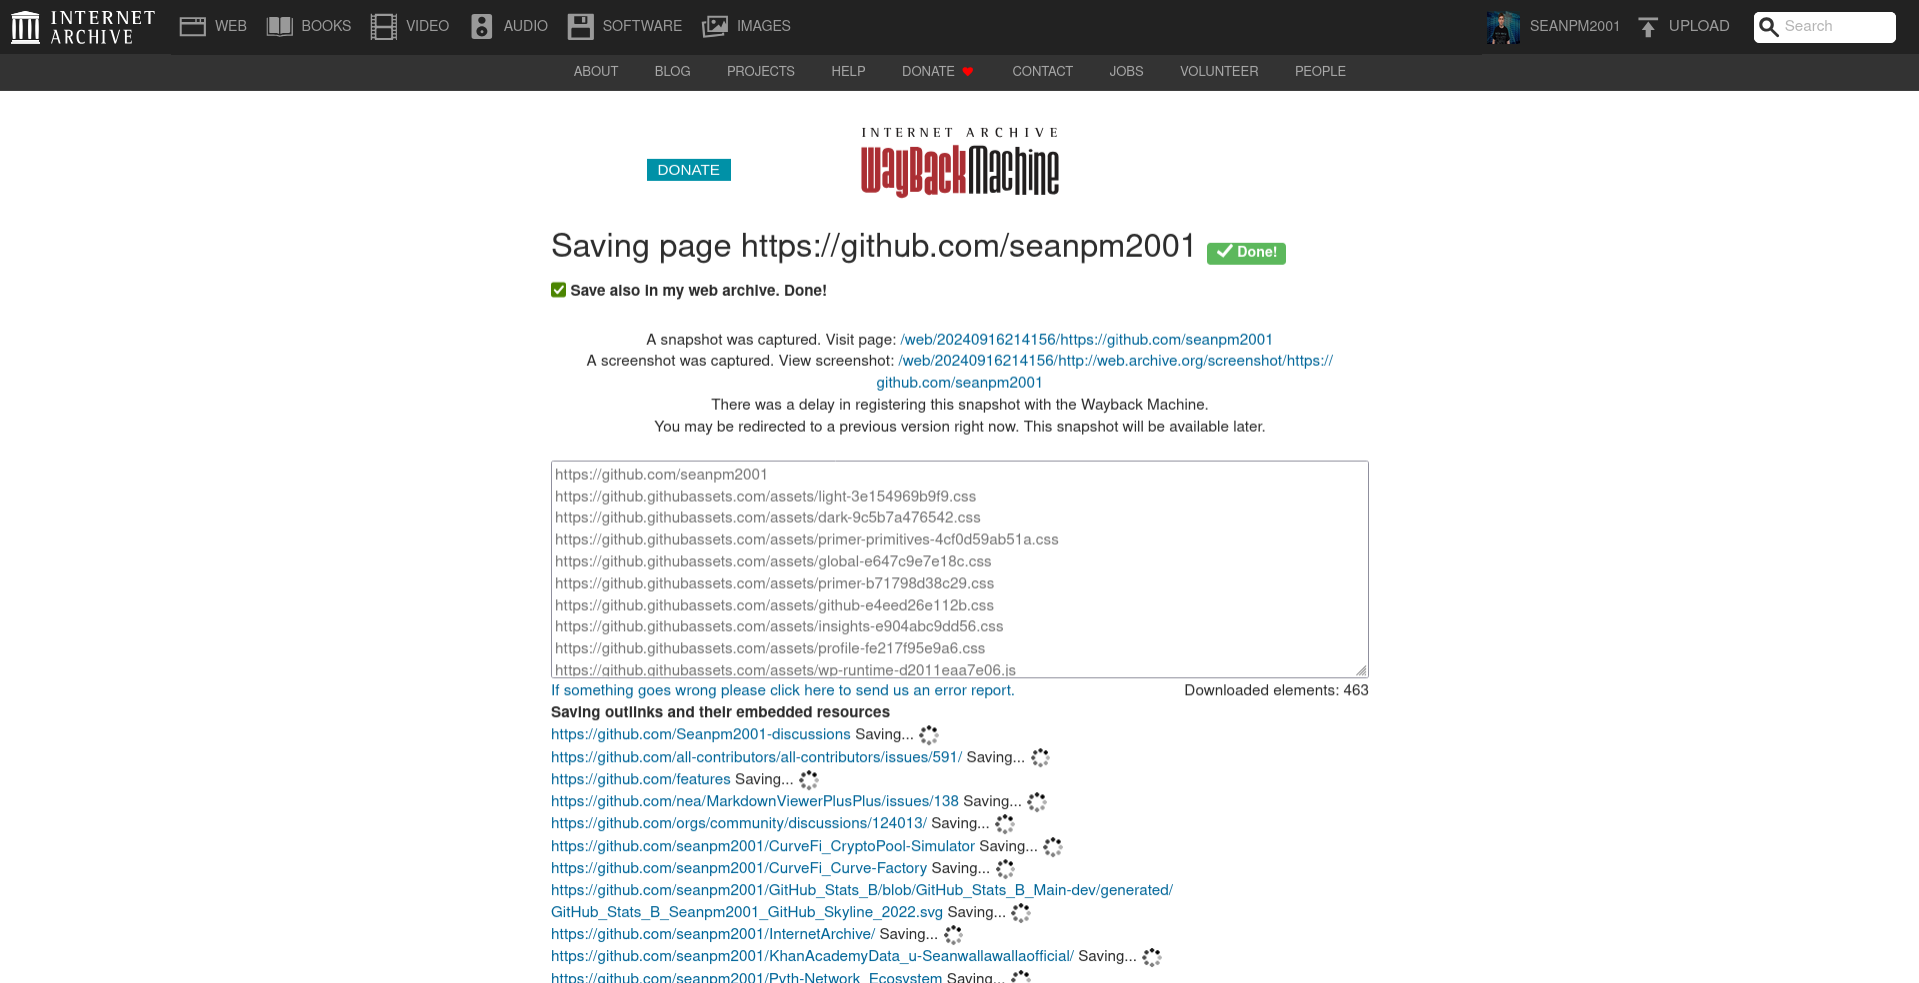 INTERNET ARCHIVE
WEB
BOOKS
VIDEO
AUDIO
SOFTWARE
IMAGES
SEANPM2001
UPLOAD
Search
ABOUT
BLOG
PROJECTS
HELP
DONATE
CONTACT
JOBS
VOLUNTEER
PEOPLE
INTERNET ARCHIVE
WayBackMachine
DONATE
Saving page https://github.com/seanpm2001 Done!
Save also in my web archive. Done!
A snapshot was captured. Visit page: /web/20240916214156/https://github.com/seanpm2001
A screenshot was captured. View screenshot: /web/20240916214156/http://web.archive.org/screenshot/https://
github.com/seanpm2001
There was a delay in registering this snapshot with the Wayback Machine.
You may be redirected to a previous version right now. This snapshot will be available later.
https://github.com/seanpm2001
https://github.githubassets.com/assets/light-3e154969b9f9.css
https://github.githubassets.com/assets/dark-9c5b7a476542.css
https://github.githubassets.com/assets/primer-primitives-4cf0d59ab51a.css
https://github.githubassets.com/assets/global-e647c9e7e18c.css
https://github.githubassets.com/assets/primer-b71798d38c29.css
https://github.githubassets.com/assets/github-e4eed26e112b.css
https://github.githubassets.com/assets/insights-e904abc9dd56.css
https://github.githubassets.com/assets/profile-fe217f95e9a6.css
https://github.githubassets.com/assets/wp-runtime-d2011eaa7e06.js
If something goes wrong please click here to send us an error report.
Downloaded elements: 463
Saving outlinks and their embedded resources
https://github.com/Seanpm2001-discussions Saving...
https://github.com/all-contributors/all-contributors/issues/591/ Saving...
https://github.com/features Saving...
https://github.com/nea/MarkdownViewerPlusPlus/issues/138 Saving...
https://github.com/orgs/community/discussions/124013/ Saving...
https://github.com/seanpm2001/CurveFi_CryptoPool-Simulator Saving...
https://github.com/seanpm2001/CurveFi_Curve-Factory Saving...
https://github.com/seanpm2001/GitHub_Stats_B/blob/GitHub_Stats_B_Main-dev/generated/
GitHub_Stats_B_Seanpm2001_GitHub_Skyline_2022.svg Saving...
https://github.com/seanpm2001/InternetArchive/ Saving...
https://github.com/seanpm2001/KhanAcademyData_u-Seanwallawallaofficial/ Saving...
https://github.com/seanpm2001/Pyth-Network_Ecosystem Saving...